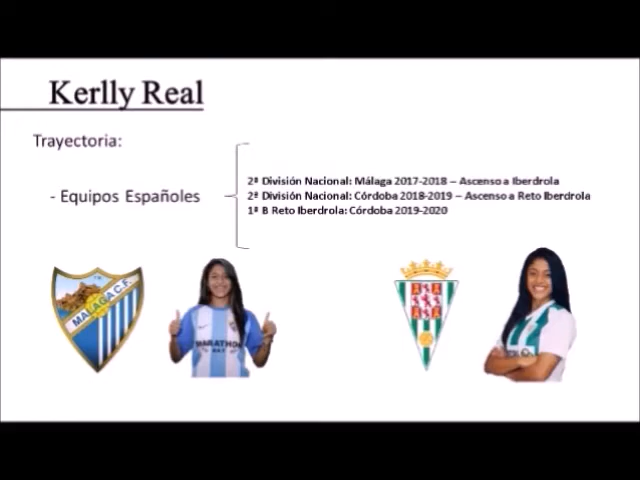 Kerlly Real
Trayectoria:
- Equipos Españoles
2ª División Nacional: Málaga 2017-2018 – Ascenso a Iberdrola
2ª División Nacional: Córdoba 2018-2019 – Ascenso a Reto Iberdrola
1ª B Reto Iberdrola: Córdoba 2019-2020
MALAGA C.F.
MARATHON